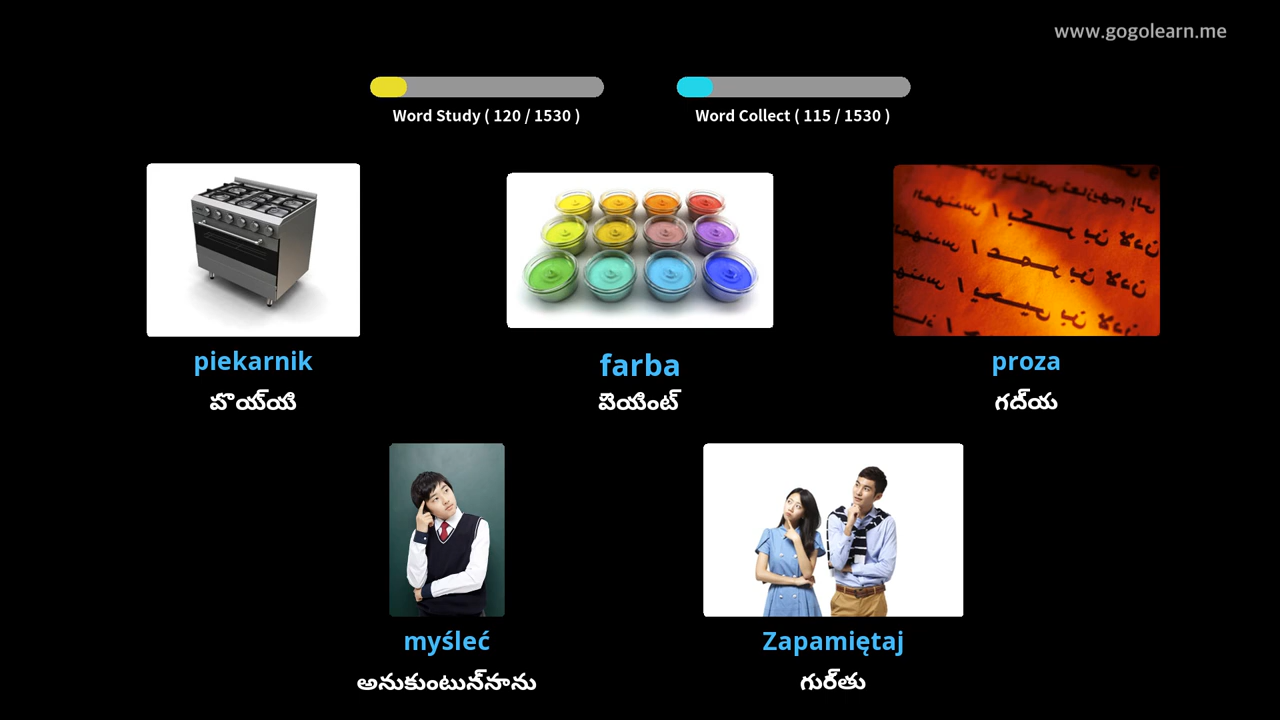 www.gogolearn.me
Word Study ( 120 / 1530 )
Word Collect ( 115 / 1530 )
piekarnik
పొయ్యి
farba
పెయింట్
proza
గద్య
myśleć
అనుకుంటున్నాను
Zapamiętaj
గుర్తు